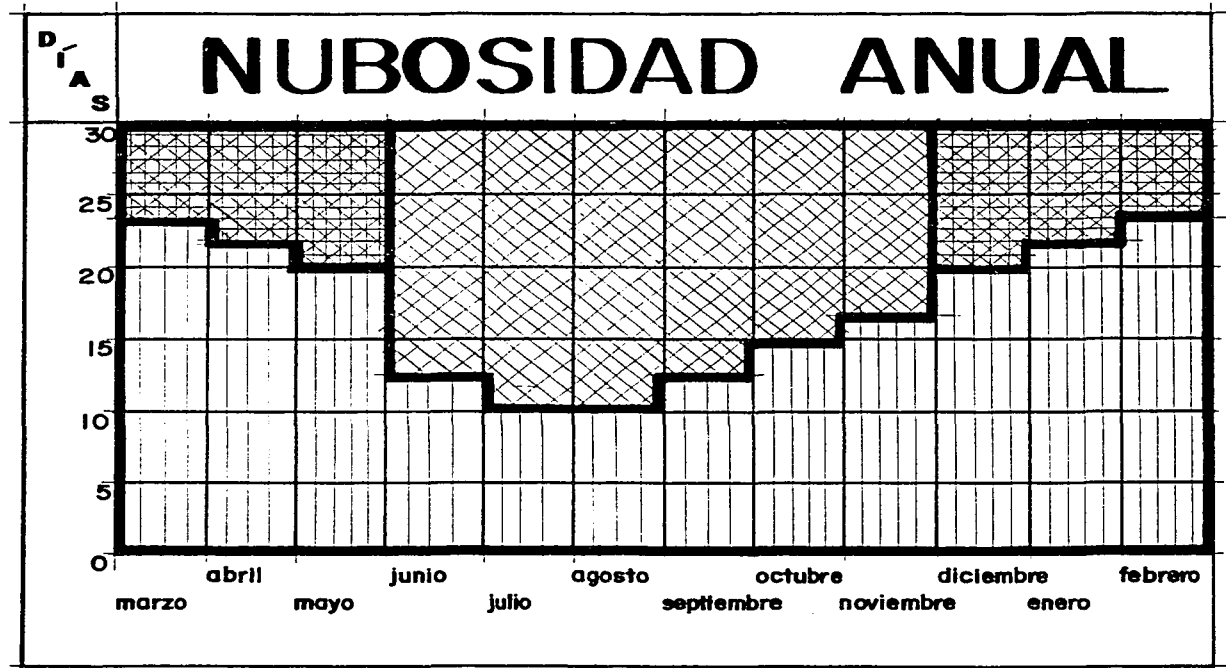 DÍAS
NUBOSIDAD ANUAL
30
25
20
15
10
5
0
abril junio agosto octubre diciembre febrero
marzo mayo julio septiembre noviembre enero